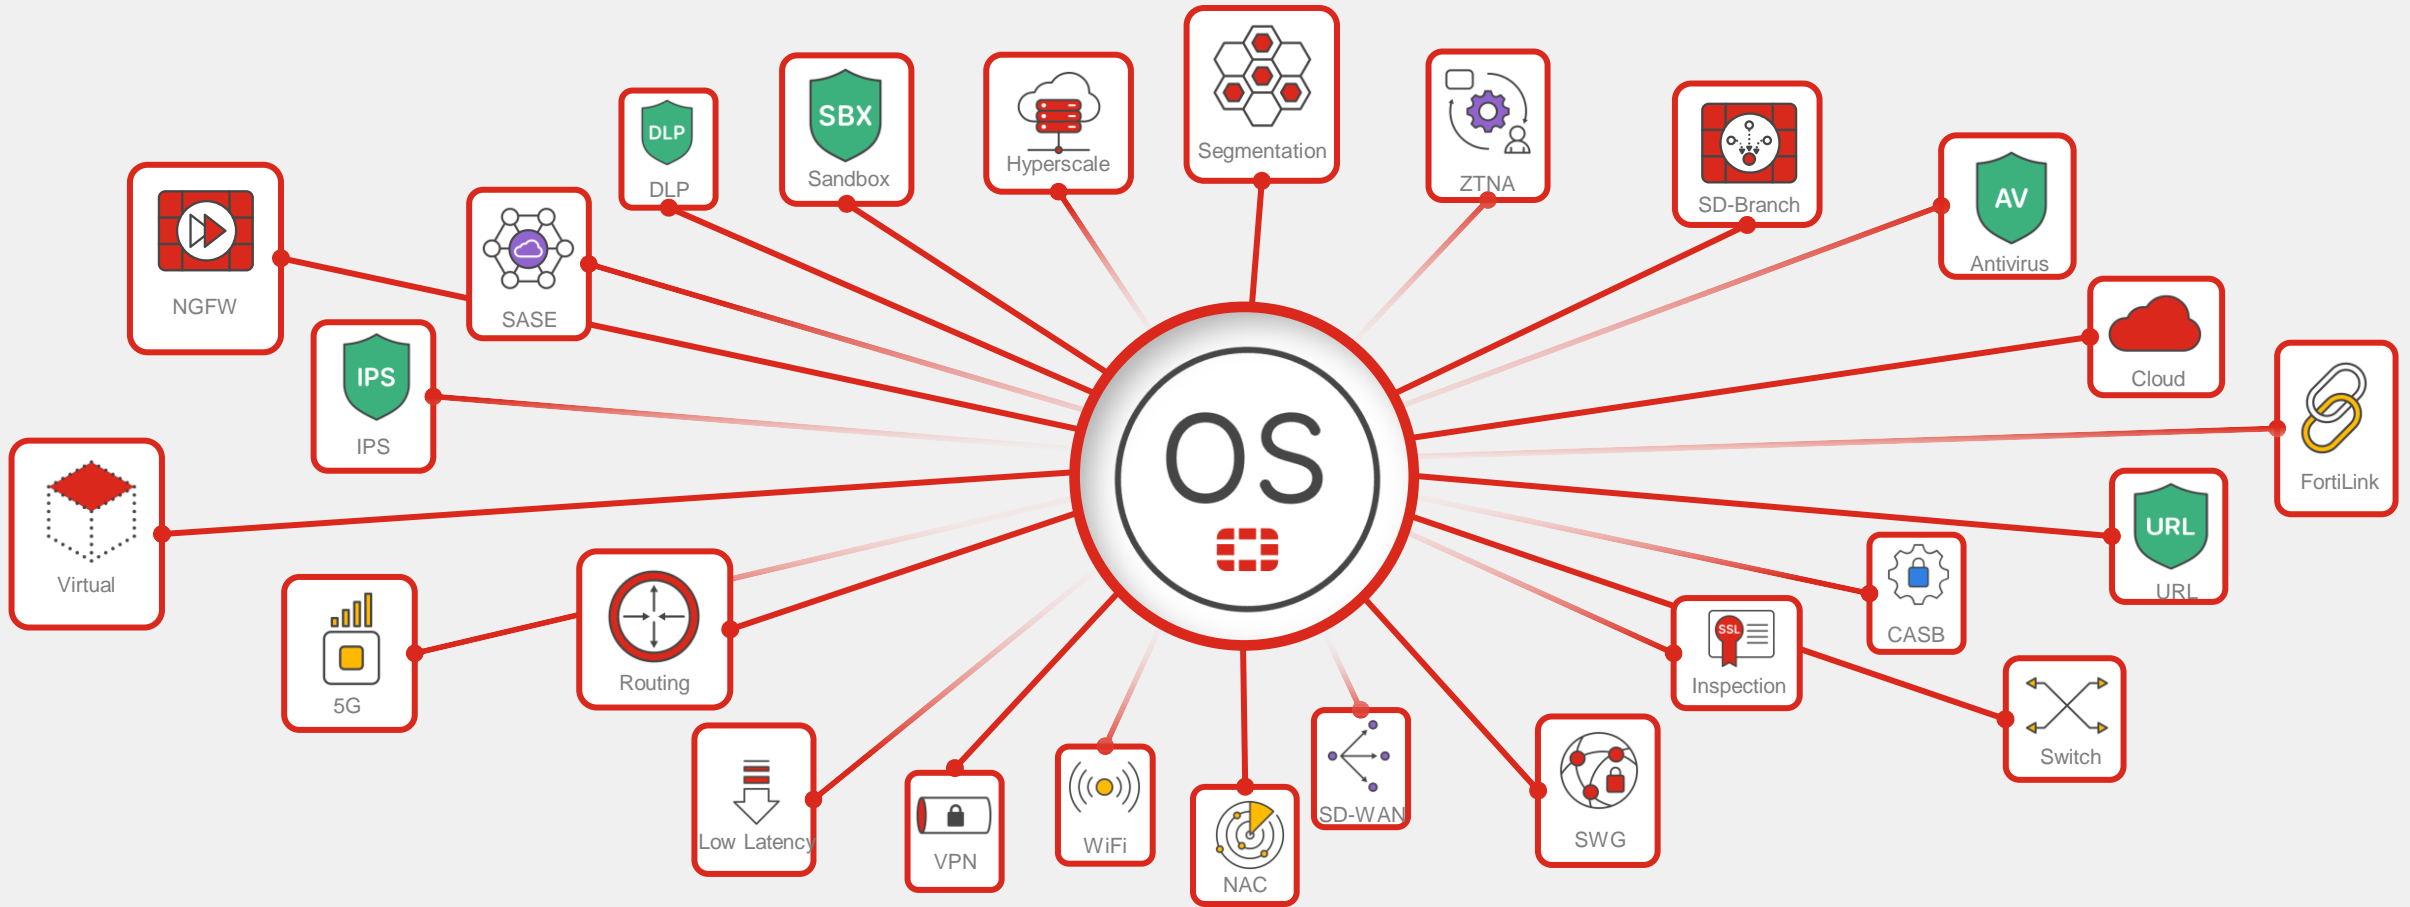 Segmentation
ZTNA
Hyperscale
SBX
Sandbox
DLP
DLP
SD-Branch
AV
Antivirus
NGFW
SASE
IPS
IPS
Cloud
FortiLink
OS
Virtual
URL
URL
5G
Routing
CASB
SSL
Inspection
Switch
Low Latency
VPN
WiFi
NAC
SD-WAN
SWG